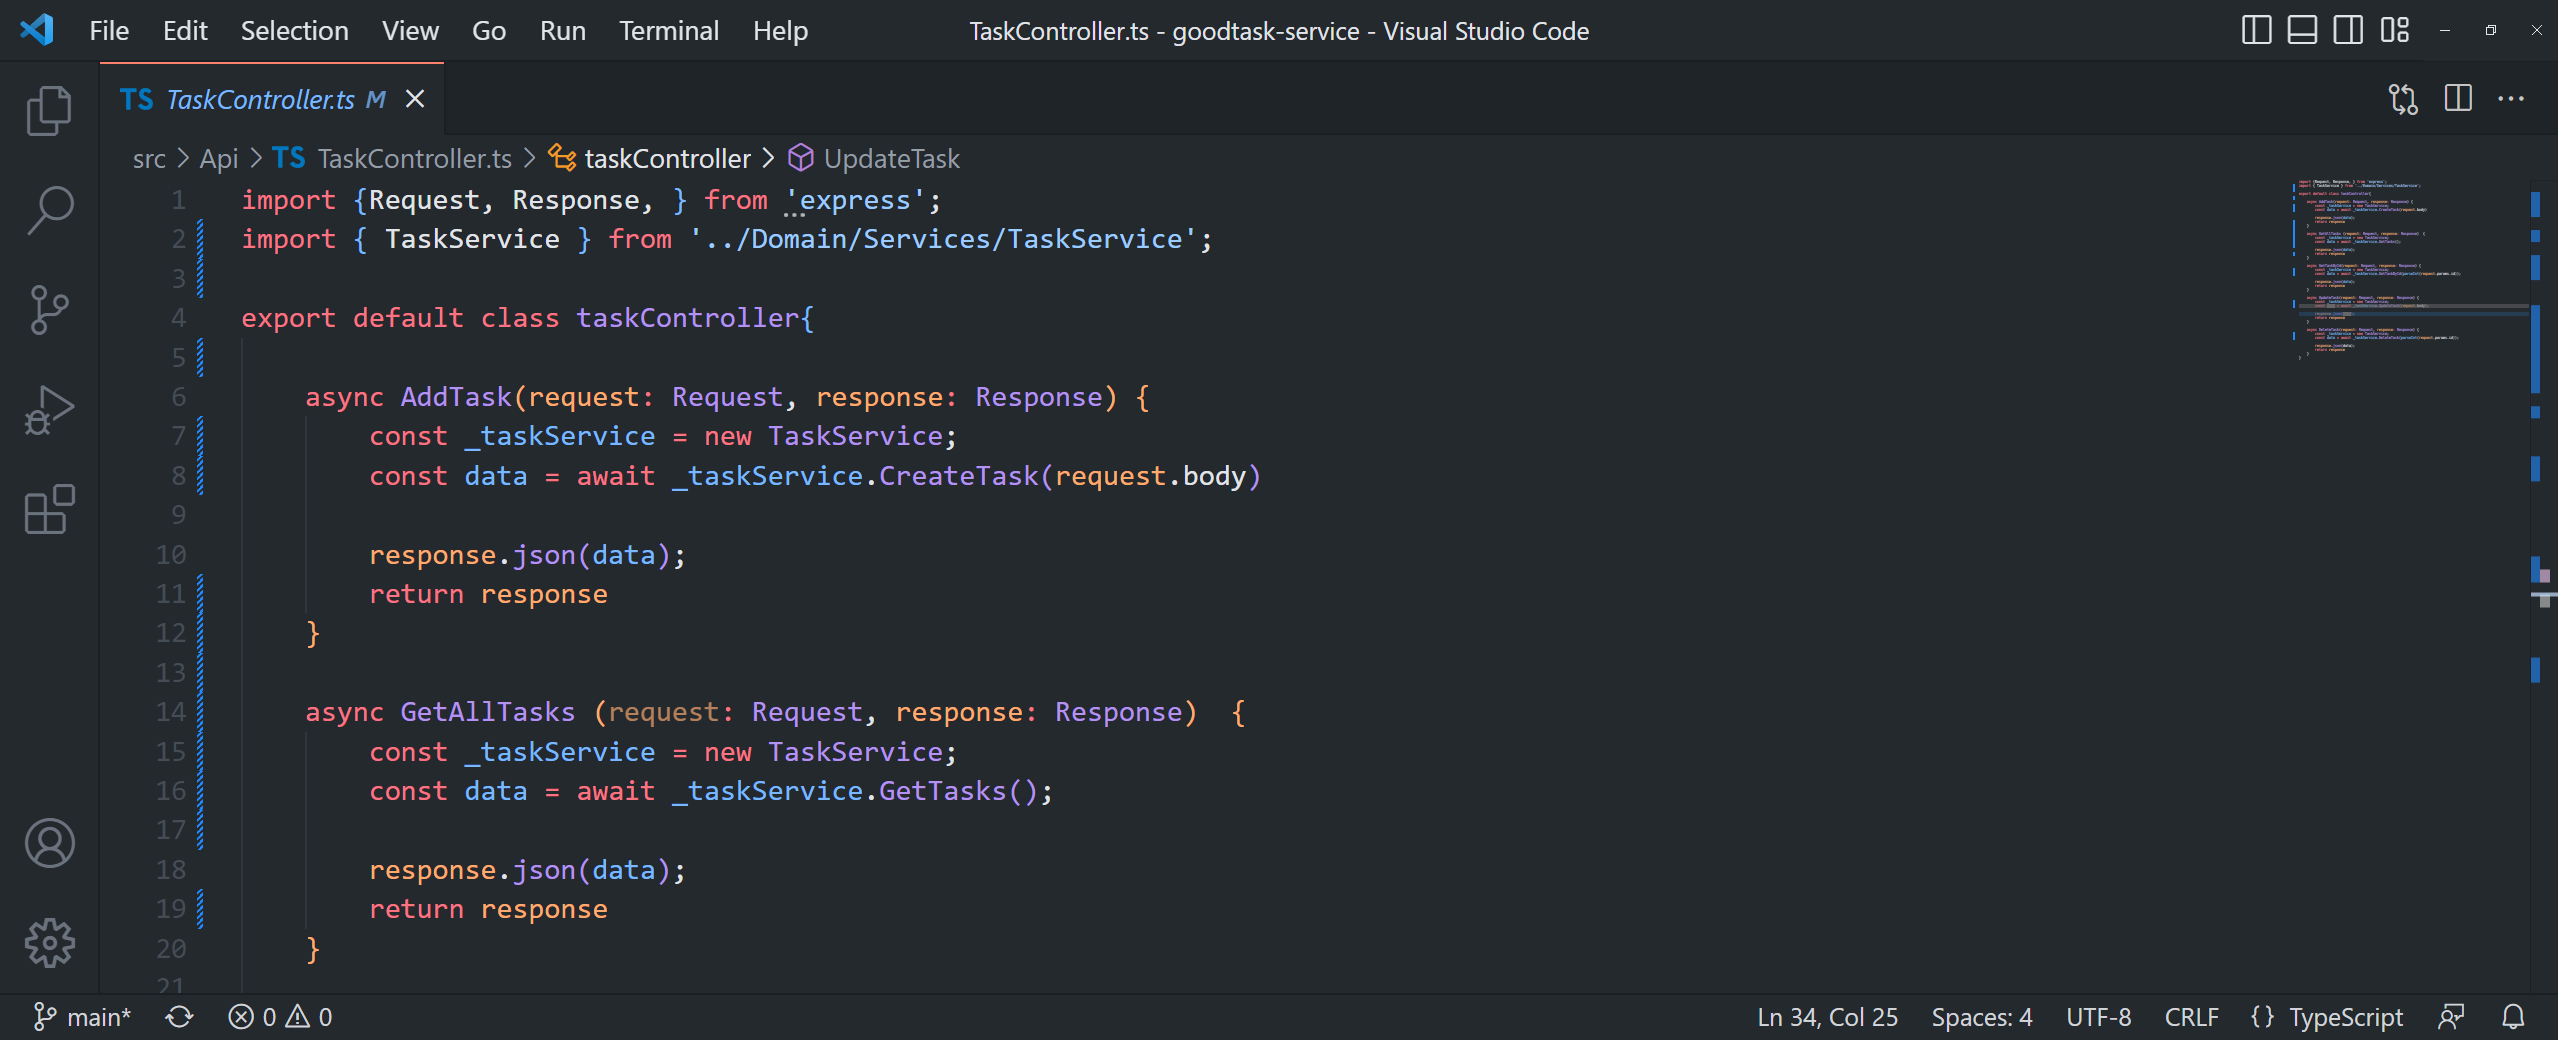 File Edit Selection View Go Run Terminal Help TaskController.ts - goodtask-service - Visual Studio Code
TS TaskController.ts M
src > Api > TS TaskController.ts > taskController > UpdateTask
1 import {Request, Response, } from 'express';
2 import { TaskService } from '../Domain/Services/TaskService';
3
4 export default class taskController{
5
6 async AddTask(request: Request, response: Response) {
7 const _taskService = new TaskService;
8 const data = await _taskService.CreateTask(request.body)
9
10 response.json(data);
11 return response
12 }
13
14 async GetAllTasks (request: Request, response: Response)  {
15 const _taskService = new TaskService;
16 const data = await _taskService.GetTasks();
17
18 response.json(data);
19 return response
20 }
21
main* 0 0 Ln 34, Col 25 Spaces: 4 UTF-8 CRLF {} TypeScript